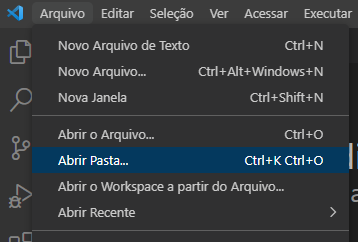 Arquivo Editar Seleção Ver Acessar Executar
Novo Arquivo de Texto Ctrl+N
Novo Arquivo... Ctrl+Alt+Windows+N
Nova Janela Ctrl+Shift+N
Abrir o Arquivo... Ctrl+O
Abrir Pasta... Ctrl+K Ctrl+O
Abrir o Workspace a partir do Arquivo...
Abrir Recente